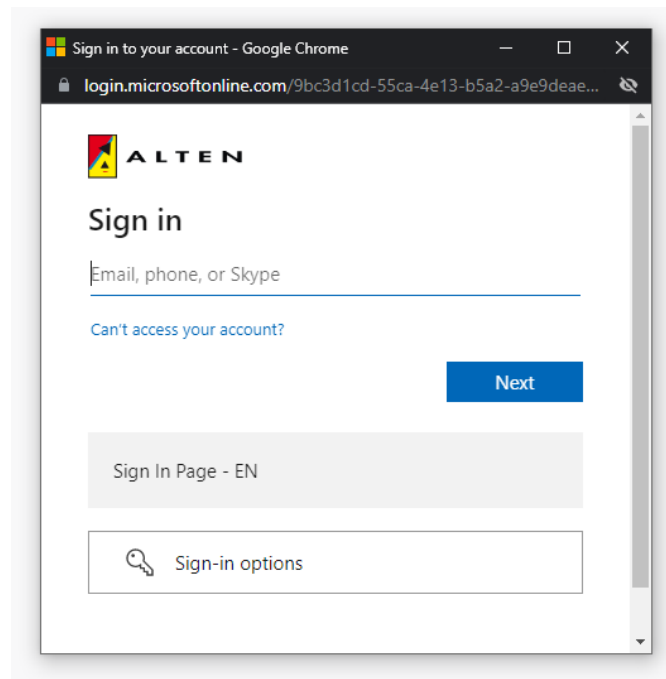 Sign in to your account - Google Chrome
login.microsoftonline.com/9bc3d1cd-55ca-4e13-b5a2-a9e9deae...
ALTEN
Sign in
Email, phone, or Skype
Can't access your account?
Next
Sign In Page - EN
Sign-in options